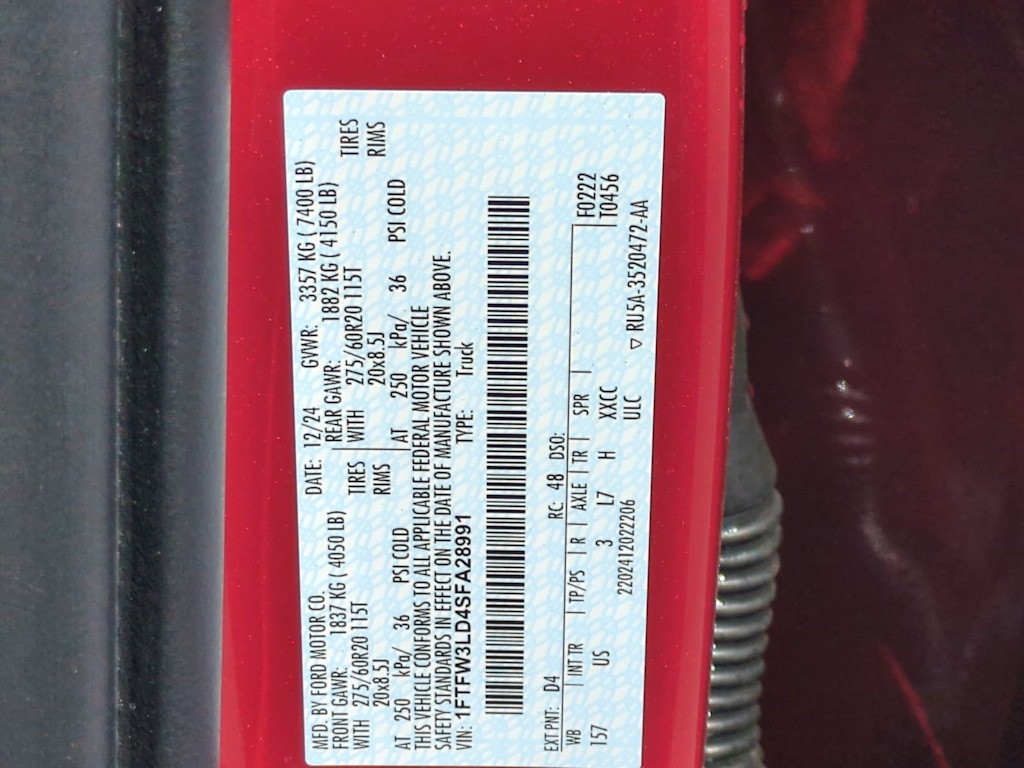 MFD. BY FORD MOTOR CO. DATE: 12/24 GVWR: 3357 KG ( 7400 LB)
FRONT GAWR: 1837 KG ( 4050 LB) REAR GAWR: 1882 KG ( 4150 LB)
WITH 275/60R20 115T TIRES WITH 275/60R20 115T TIRES
20x8.5J RIMS 20x8.5J RIMS
AT 250 kPa/ 36 PSI COLD AT 250 kPa/ 36 PSI COLD
THIS VEHICLE CONFORMS TO ALL APPLICABLE FEDERAL MOTOR VEHICLE
SAFETY STANDARDS IN EFFECT ON THE DATE OF MANUFACTURE SHOWN ABOVE.
VIN: 1FTFW3LD4SFA28991 TYPE: Truck
EXT PNT: D4 RC: 48 DSO: F0222
WB INT TR TP/PS R AXLE TR SPR T0456
157 US 3 L7 H XXCC
2202412022206 ULC ▽ RU5A-3520472-AA